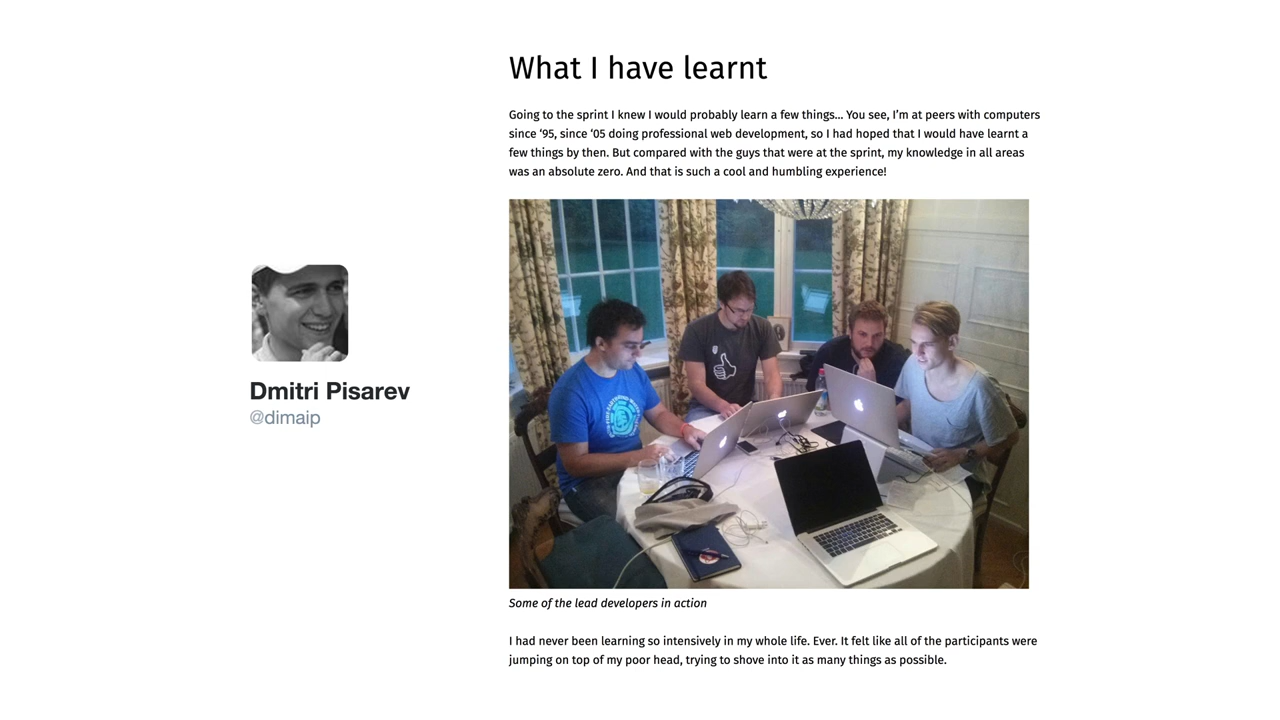 What I have learnt
Going to the sprint I knew I would probably learn a few things... You see, I’m at peers with computers
since ‘95, since ‘05 doing professional web development, so I had hoped that I would have learnt a
few things by then. But compared with the guys that were at the sprint, my knowledge in all areas
was an absolute zero. And that is such a cool and humbling experience!
Dmitri Pisarev
@dimaip
Some of the lead developers in action
I had never been learning so intensively in my whole life. Ever. It felt like all of the participants were
jumping on top of my poor head, trying to shove into it as many things as possible.